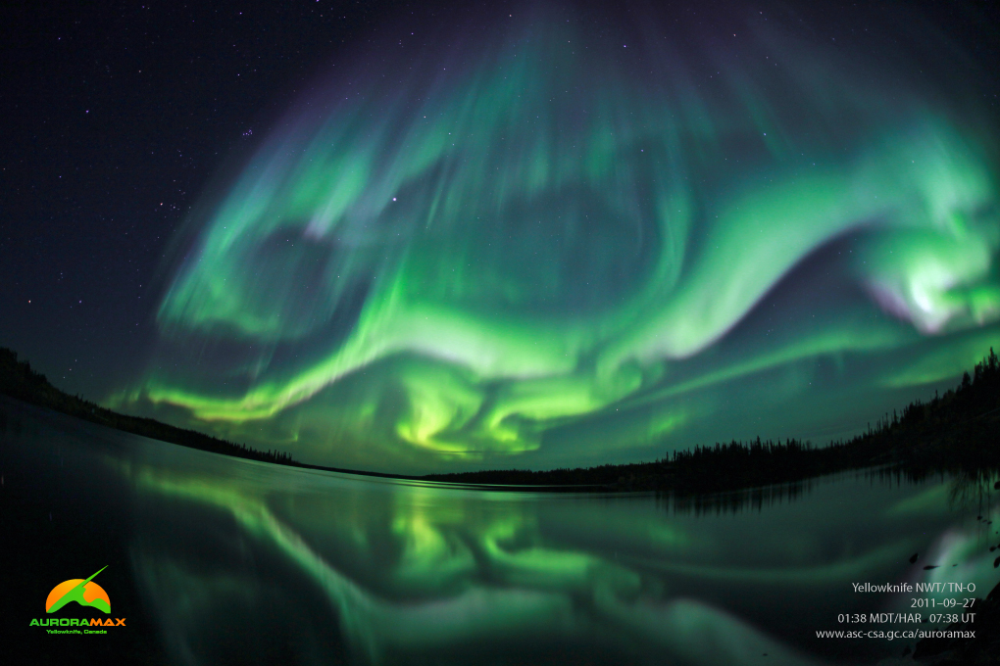 AURORAMAX
Yellowknife, Canada
Yellowknife NWT/ TN-O
2011–09–27
01:38 MDT/HAR  07:38 UT
www.asc-csa.gc.ca/auroramax